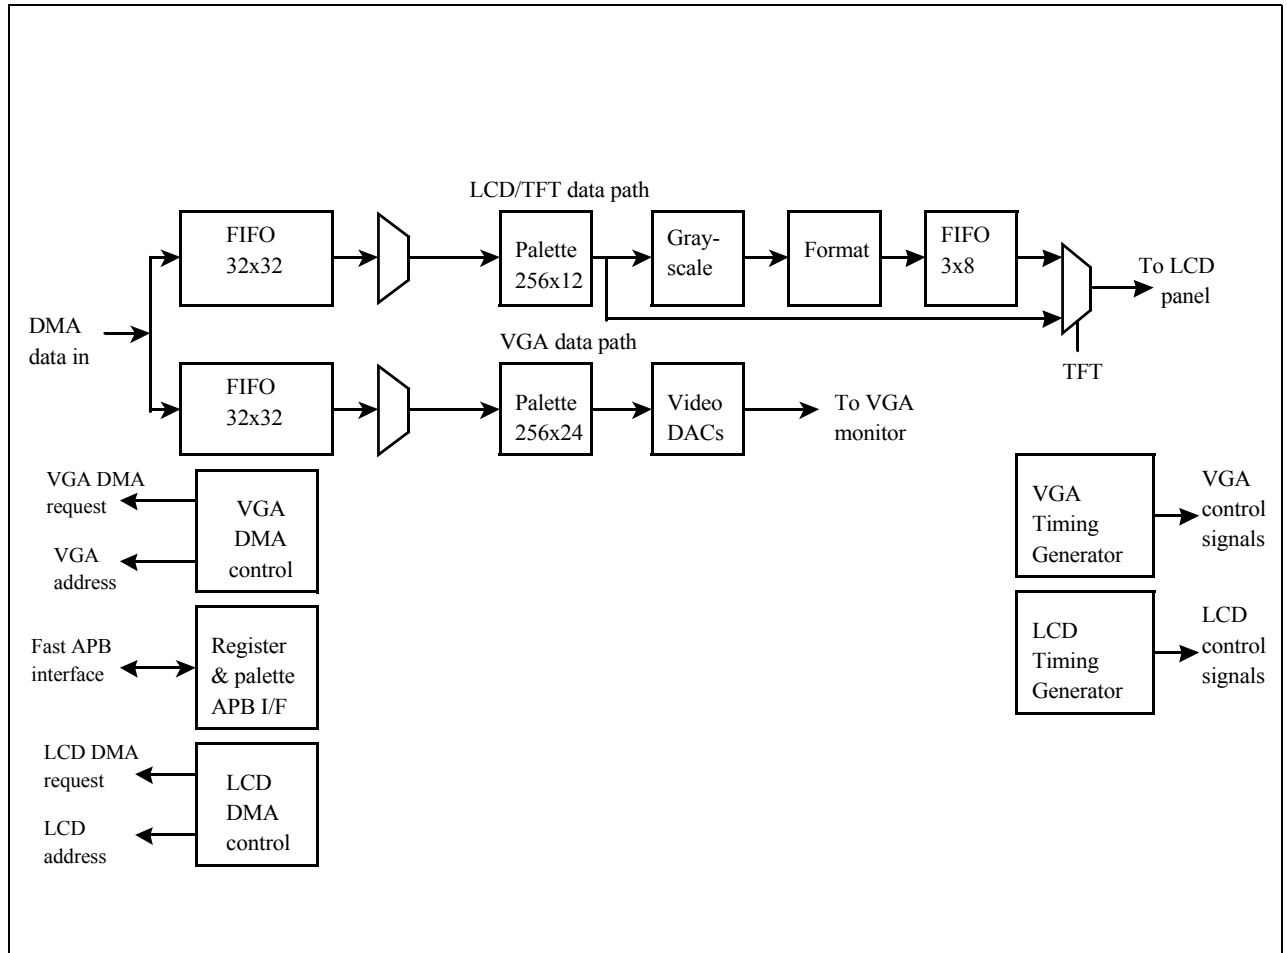 LCD/TFT data path
FIFO
32x32
Palette
256x12
Gray-
scale
Format
FIFO
3x8
To LCD
panel
DMA
data in
TFT
VGA data path
FIFO
32x32
Palette
256x24
Video
DACs
To VGA
monitor
VGA DMA
request
VGA
address
VGA
DMA
control
VGA
Timing
Generator
VGA
control
signals
Fast APB
interface
Register
& palette
APB I/F
LCD
Timing
Generator
LCD
control
signals
LCD DMA
request
LCD
address
LCD
DMA
control